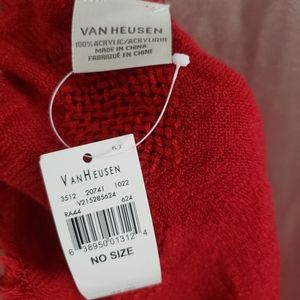 VAN HEUSEN
100% ACRYLIC/ACRYLIQUE
MADE IN CHINA
FABRIQUÉ EN CHINE
VANHEUSEN
3512 20741 1022
V215285624
RA44 624
6 38950 01312 4
NO SIZE